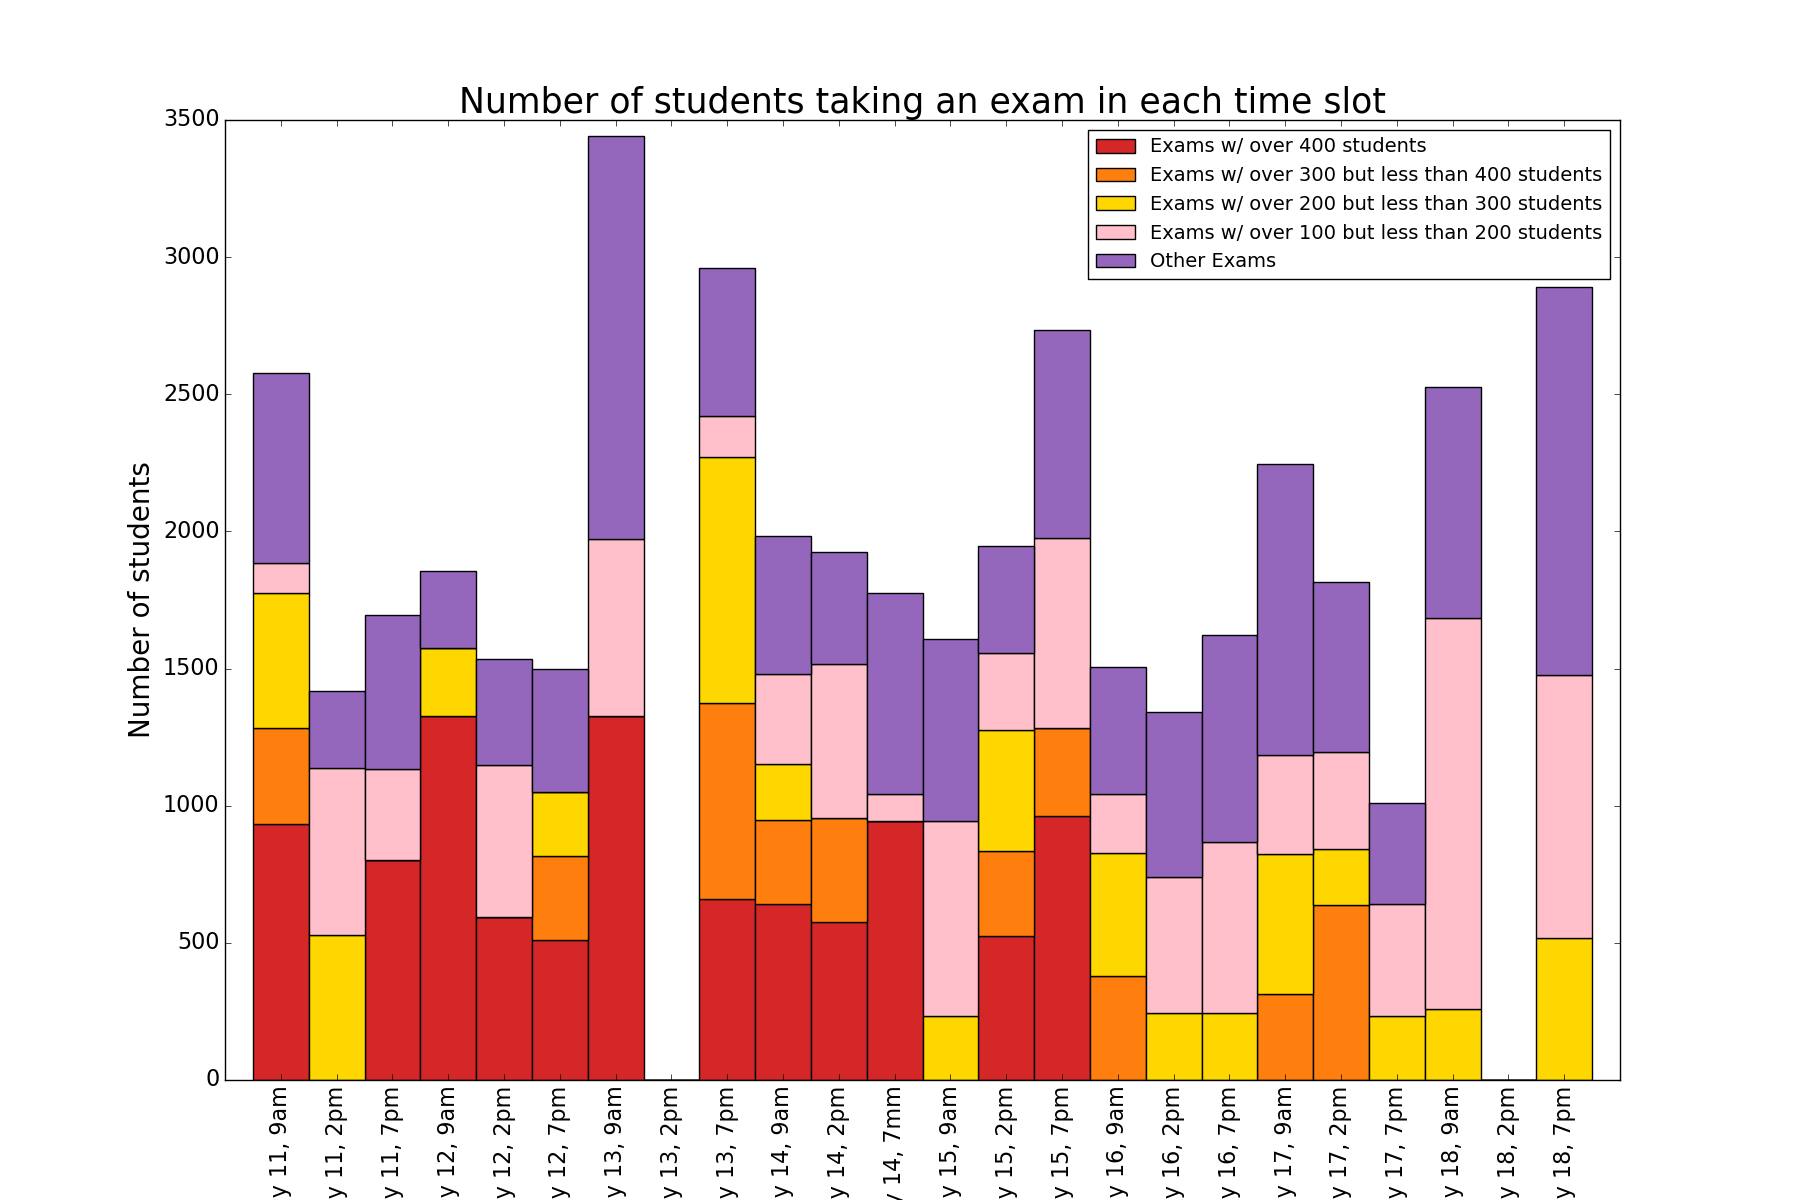 Number of students taking an exam in each time slot
Exams w/ over 400 students
Exams w/ over 300 but less than 400 students
Exams w/ over 200 but less than 300 students
Exams w/ over 100 but less than 200 students
Other Exams
Number of students
3500
3000
2500
2000
1500
1000
500
0
y 11, 9am
y 11, 2pm
y 11, 7pm
y 12, 9am
y 12, 2pm
y 12, 7pm
y 13, 9am
y 13, 2pm
y 13, 7pm
y 14, 9am
y 14, 2pm
y 14, 7mm
y 15, 9am
y 15, 2pm
y 15, 7pm
y 16, 9am
y 16, 2pm
y 16, 7pm
y 17, 9am
y 17, 2pm
y 17, 7pm
y 18, 9am
y 18, 2pm
y 18, 7pm